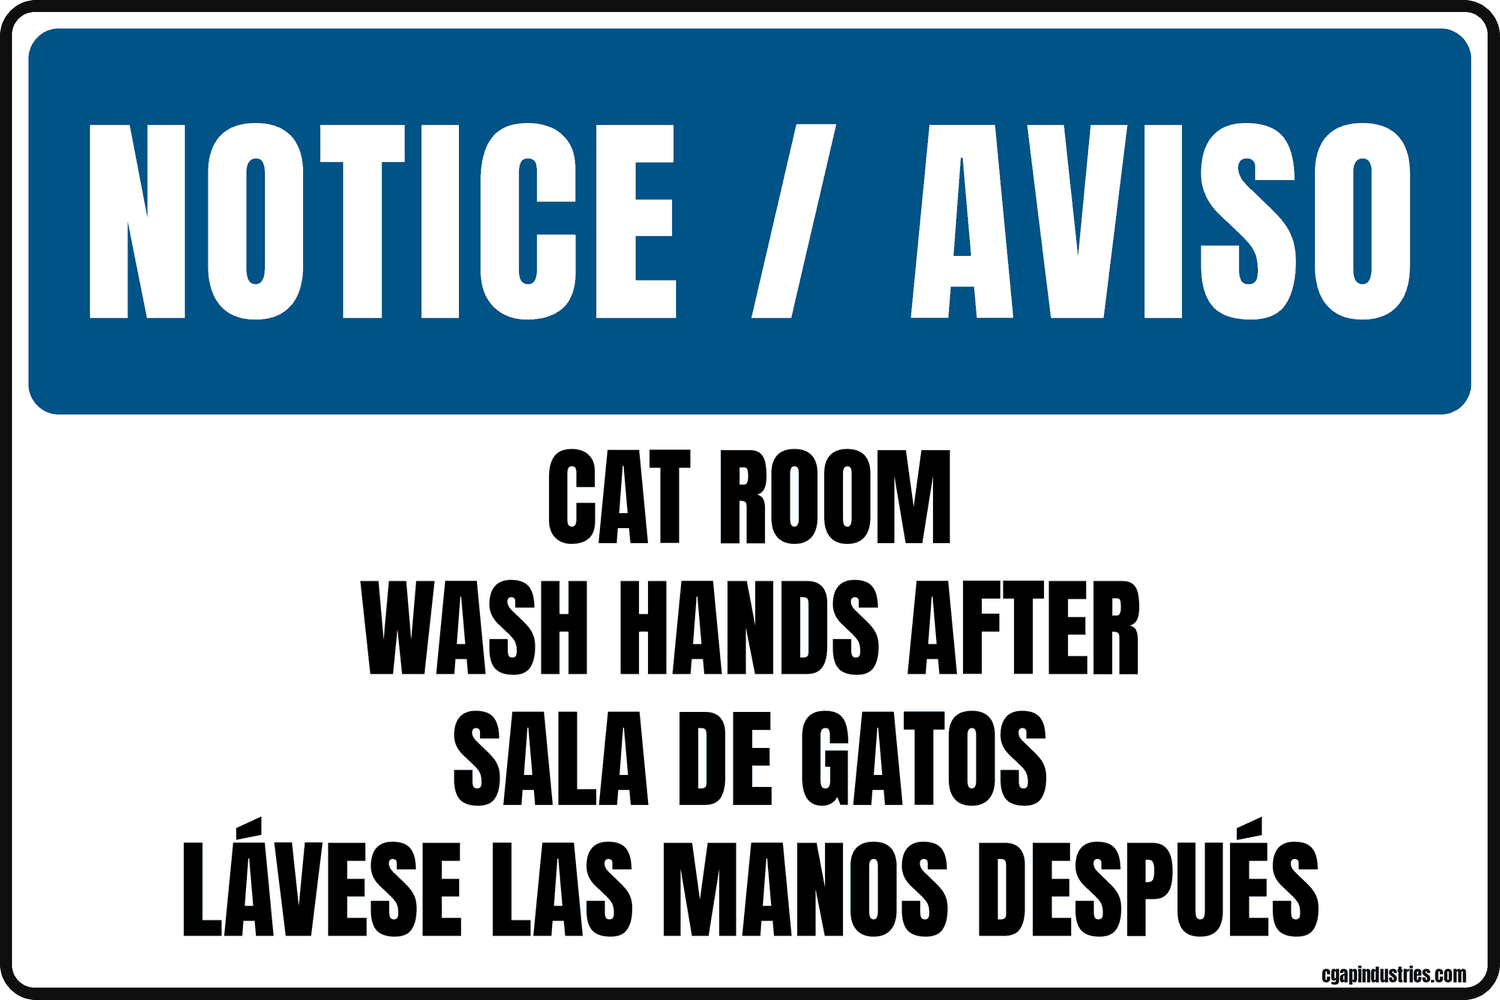 NOTICE / AVISO
CAT ROOM
WASH HANDS AFTER
SALA DE GATOS
LÁVESE LAS MANOS DESPUÉS
cgapindustries.com